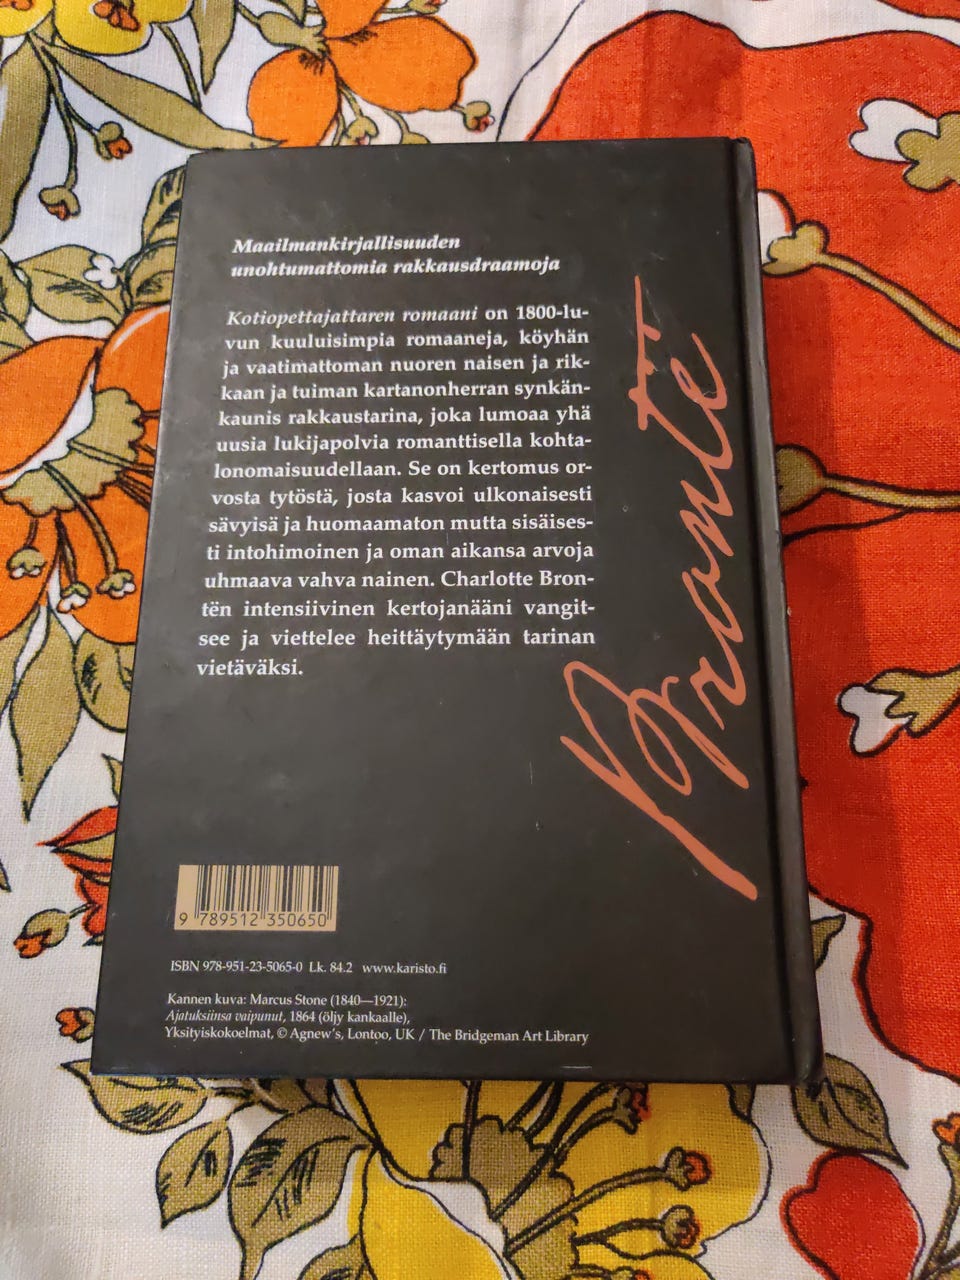 Maailmankirjallisuuden
unohtumattomia rakkausdraamoja
Kotiopettajattaren romaani on 1800-lu-
vun kuuluisimpia romaaneja, köyhän
ja vaatimattoman nuoren naisen ja rik-
kaan ja tuiman kartanonherran synkän-
kaunis rakkaustarina, joka lumoaa yhä
uusia lukijapolvia romanttisella kohta-
lonomaisuudellaan. Se on kertomus or-
vosta tytöstä, josta kasvoi ulkonaisesti
sävyisä ja huomaamaton mutta sisäises-
ti intohimoinen ja oman aikansa arvoja
uhmaava vahva nainen. Charlotte Bron-
tën intensiivinen kertojanääni vangit-
see ja viettelee heittäytymään tarinan
vietäväksi.
Brontë
9 789512 350650
ISBN 978-951-23-5065-0 Lk. 84.2 www.karisto.fi
Kannen kuva: Marcus Stone (1840—1921):
Ajatuksiinsa vaipunut, 1864 (öljy kankaalle),
Yksityiskokoelmat, © Agnew's, Lontoo, UK / The Bridgeman Art Library